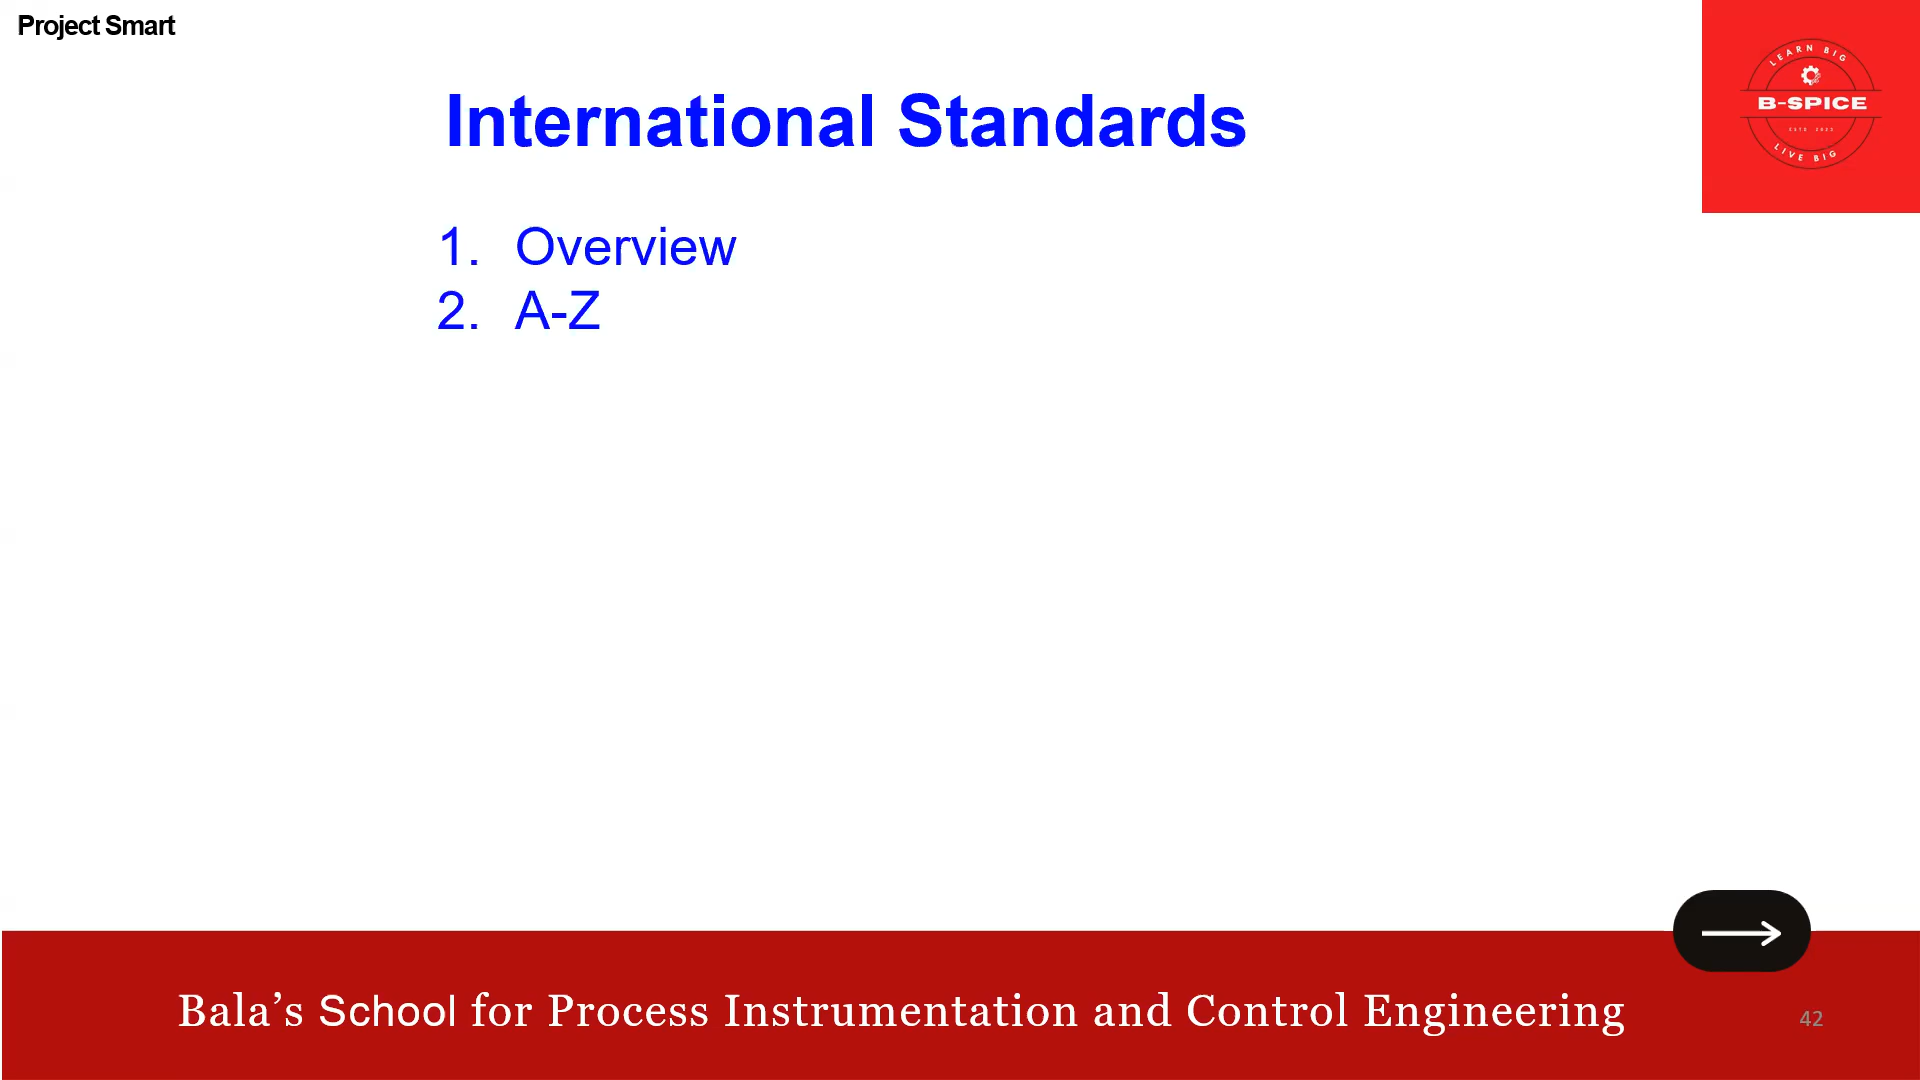 Project Smart
LEARN BIG
B-SPICE
ESTD 2021
LIVE BIG
International Standards
1. Overview
2. A-Z
Bala’s School for Process Instrumentation and Control Engineering
42